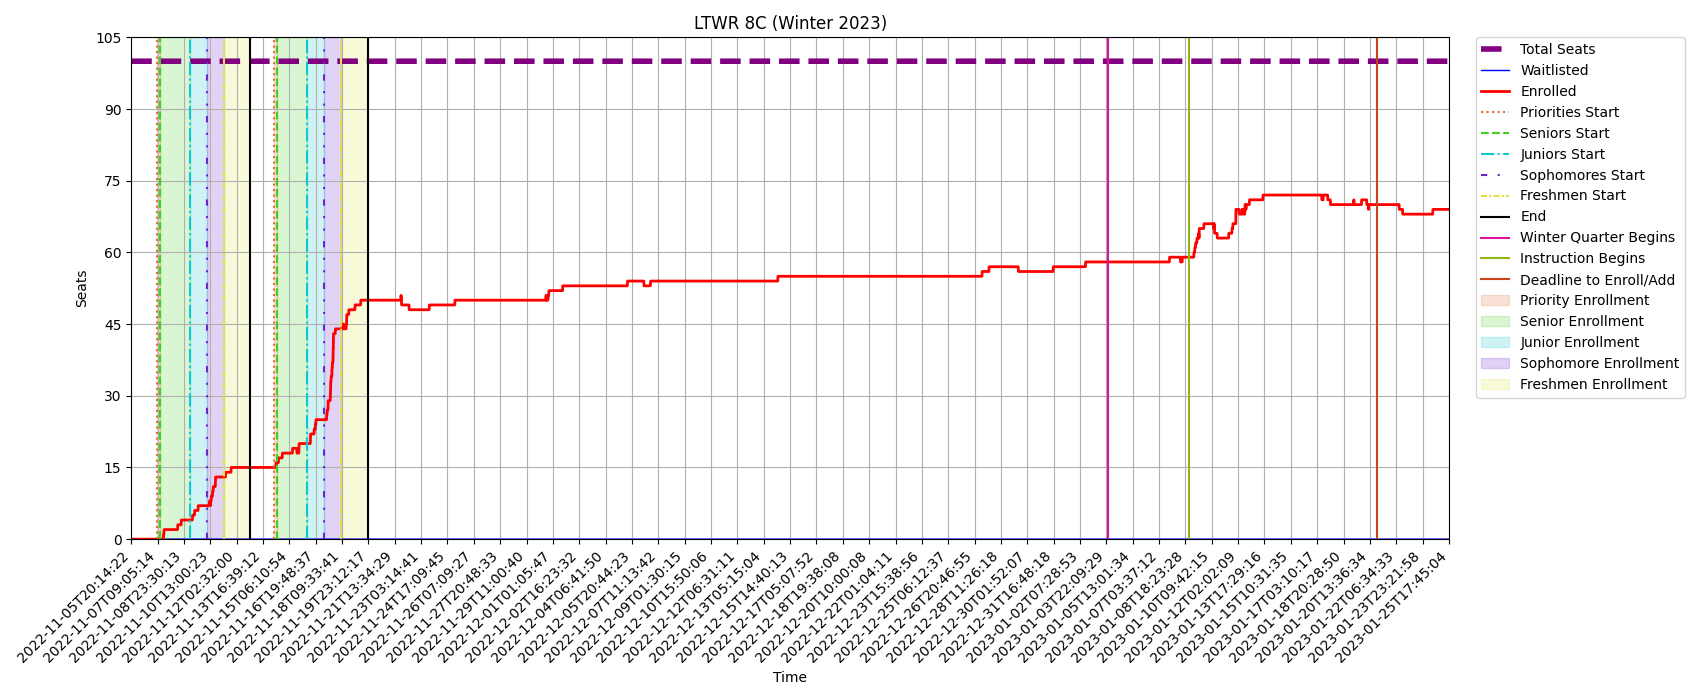 LTWR 8C (Winter 2023)
105
90
75
60
45
30
15
0
Seats
2022-11-05T20:14:22
2022-11-07T09:05:14
2022-11-08T23:30:13
2022-11-10T13:00:23
2022-11-12T02:32:00
2022-11-13T16:39:12
2022-11-15T06:10:54
2022-11-16T19:48:37
2022-11-18T09:33:41
2022-11-19T23:12:17
2022-11-21T13:34:29
2022-11-23T03:14:41
2022-11-24T17:09:45
2022-11-26T07:09:27
2022-11-27T20:48:33
2022-11-29T11:00:40
2022-12-01T01:05:47
2022-12-02T16:23:32
2022-12-04T06:41:50
2022-12-05T20:44:23
2022-12-07T11:13:42
2022-12-09T01:30:15
2022-12-10T15:50:06
2022-12-12T06:31:11
2022-12-13T05:15:04
2022-12-15T14:40:13
2022-12-17T05:07:52
2022-12-18T19:38:08
2022-12-20T10:00:08
2022-12-22T01:04:11
2022-12-23T15:38:56
2022-12-25T06:12:37
2022-12-26T20:46:55
2022-12-28T11:26:18
2022-12-30T01:52:07
2022-12-31T16:48:18
2023-01-02T07:28:53
2023-01-03T22:09:29
2023-01-05T13:01:34
2023-01-07T03:37:12
2023-01-08T18:23:28
2023-01-10T09:42:15
2023-01-12T02:02:09
2023-01-13T17:29:16
2023-01-15T10:31:35
2023-01-17T03:10:17
2023-01-18T20:28:50
2023-01-20T13:36:34
2023-01-22T06:34:33
2023-01-23T23:21:58
2023-01-25T17:45:04
Time
Total Seats
Waitlisted
Enrolled
Priorities Start
Seniors Start
Juniors Start
Sophomores Start
Freshmen Start
End
Winter Quarter Begins
Instruction Begins
Deadline to Enroll/Add
Priority Enrollment
Senior Enrollment
Junior Enrollment
Sophomore Enrollment
Freshmen Enrollment